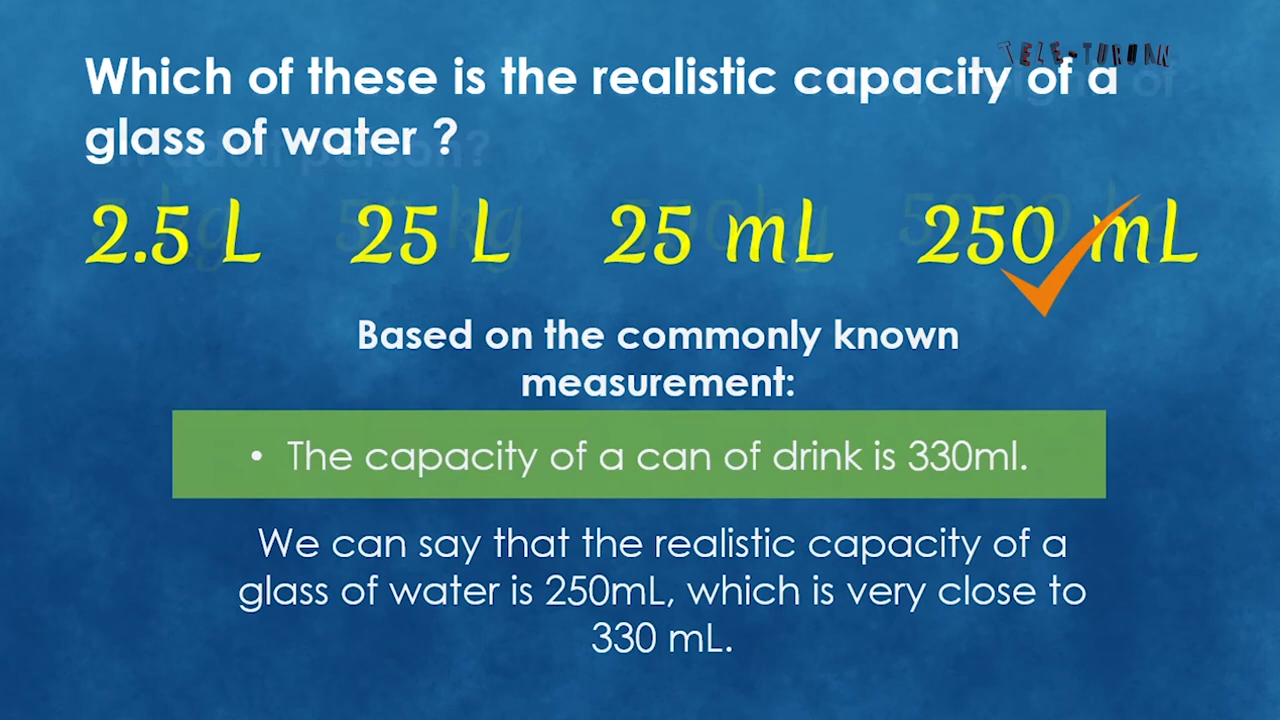 TELE-TURUAN
Which of these is the realistic capacity of a
glass of water ?
2.5 L 25 L 25 mL 250 mL
Based on the commonly known
measurement:
• The capacity of a can of drink is 330ml.
We can say that the realistic capacity of a
glass of water is 250mL, which is very close to
330 mL.